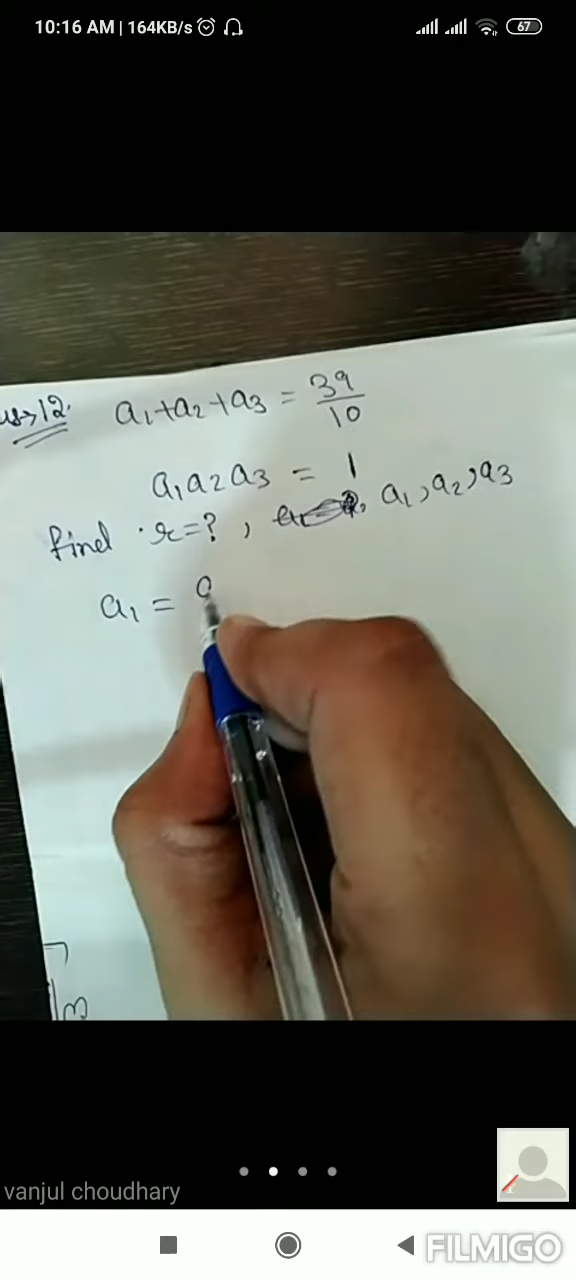 10:16 AM | 164KB/s
67
12.
a₁+a₂+a₃ = 39/10
a₁a₂a₃ = 1
find r=? , a₁,a₂,a₃
a₁ =
vanjul choudhary
FILMIGO